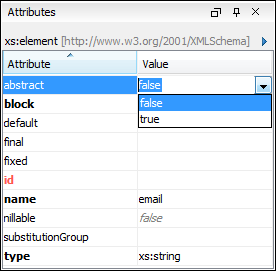 Attributes
xs:element [http://www.w3.org/2001/XMLSchema]
Attribute Value
abstract false
block false
default true
final
fixed
id
name email
nillable false
substitutionGroup
type xs:string